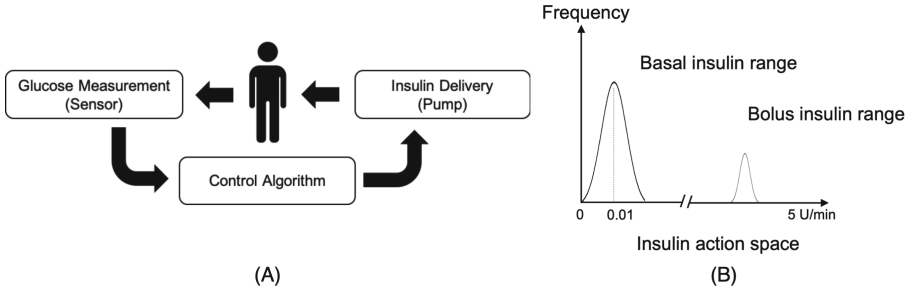 Glucose Measurement
(Sensor)
Insulin Delivery
(Pump)
Control Algorithm
(A)
Frequency
Basal insulin range
Bolus insulin range
0
0.01
5 U/min
Insulin action space
(B)